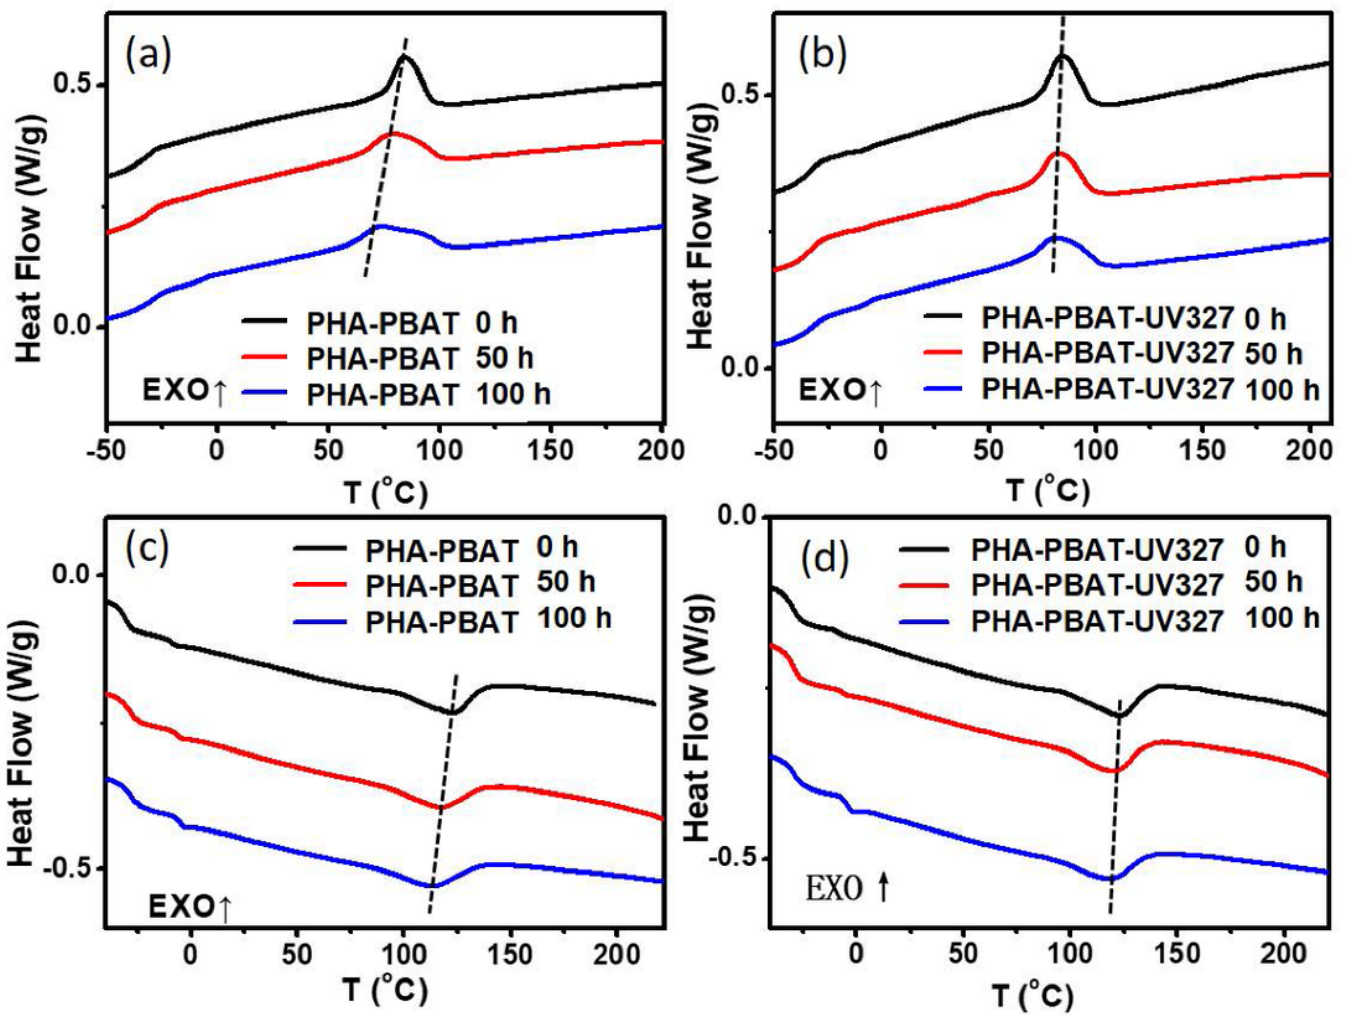 (a)
Heat Flow (W/g)
0.5
0.0
PHA-PBAT 0 h
PHA-PBAT 50 h
PHA-PBAT 100 h
EXO↑
-50 0 50 100 150 200
T (°C)
(b)
Heat Flow (W/g)
0.5
0.0
PHA-PBAT-UV327 0 h
PHA-PBAT-UV327 50 h
PHA-PBAT-UV327 100 h
EXO↑
-50 0 50 100 150 200
T (°C)
(c)
Heat Flow (W/g)
0.0
-0.5
PHA-PBAT 0 h
PHA-PBAT 50 h
PHA-PBAT 100 h
EXO↑
0 50 100 150 200
T (°C)
(d)
Heat Flow (W/g)
0.0
-0.5
PHA-PBAT-UV327 0 h
PHA-PBAT-UV327 50 h
PHA-PBAT-UV327 100 h
EXO ↑
0 50 100 150 200
T (°C)